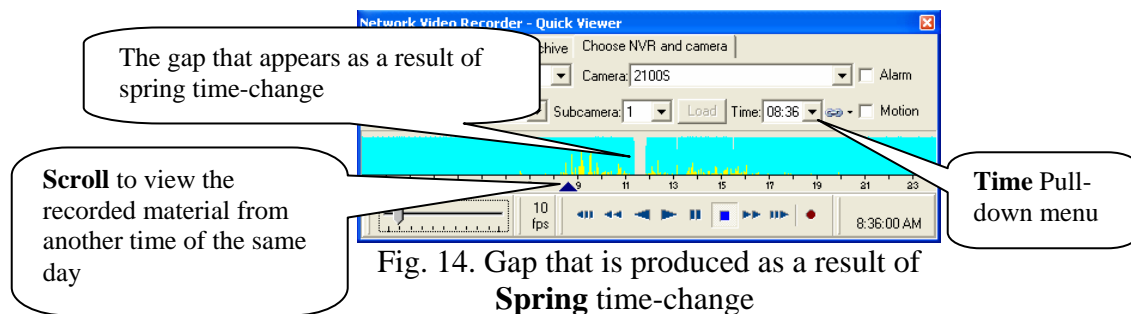 Network Video Recorder - Quick Viewer
The gap that appears as a result of
spring time-change
chive Choose NVR and camera
Camera: 2100S Alarm
Subcamera: 1 Load Time: 08:36 Motion
Scroll to view the
recorded material from
another time of the same
day
9 11 13 15 17 19 21 23
10
fps
8:36:00 AM
Time Pull-
down menu
Fig. 14. Gap that is produced as a result of
Spring time-change